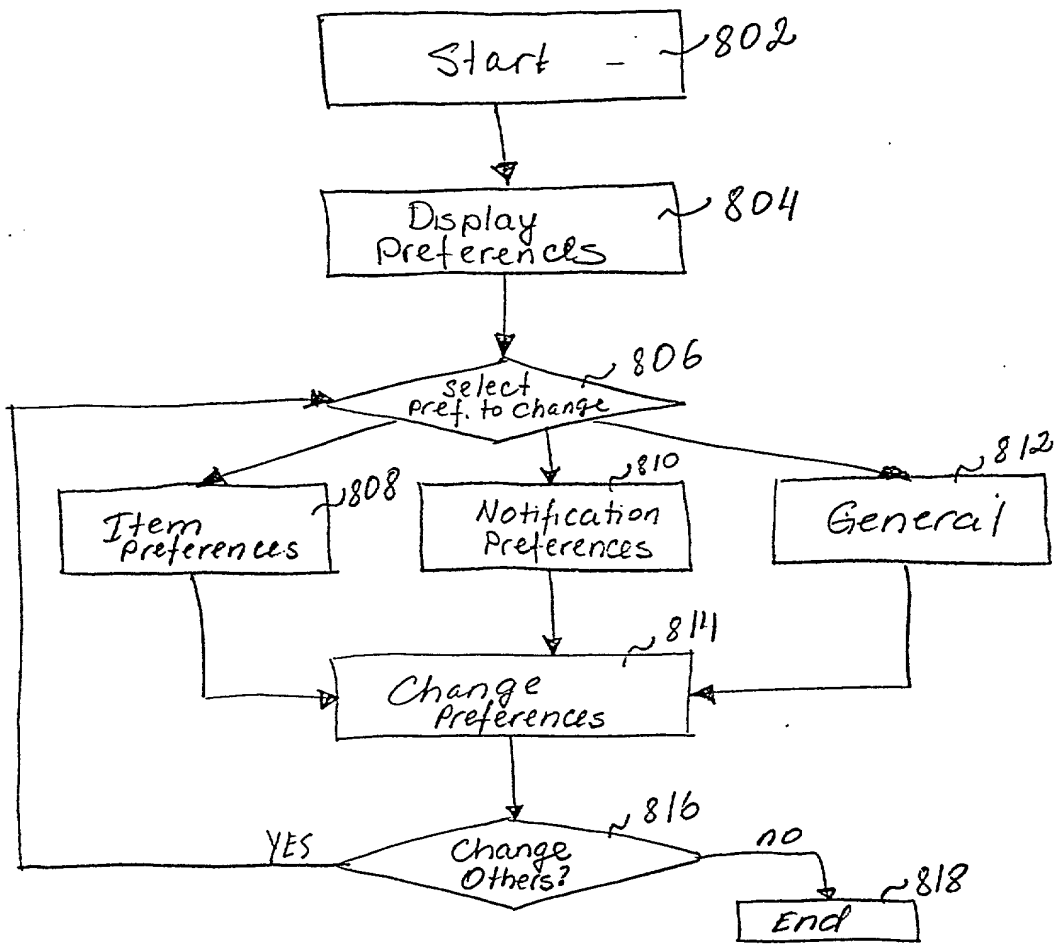 Start - 802
Display
Preferences
804
806
select
Pref. to change
808
810
812
Item
Preferences
Notification
Preferences
General
814
Change
Preferences
816
YES
Change
Others?
no
818
End